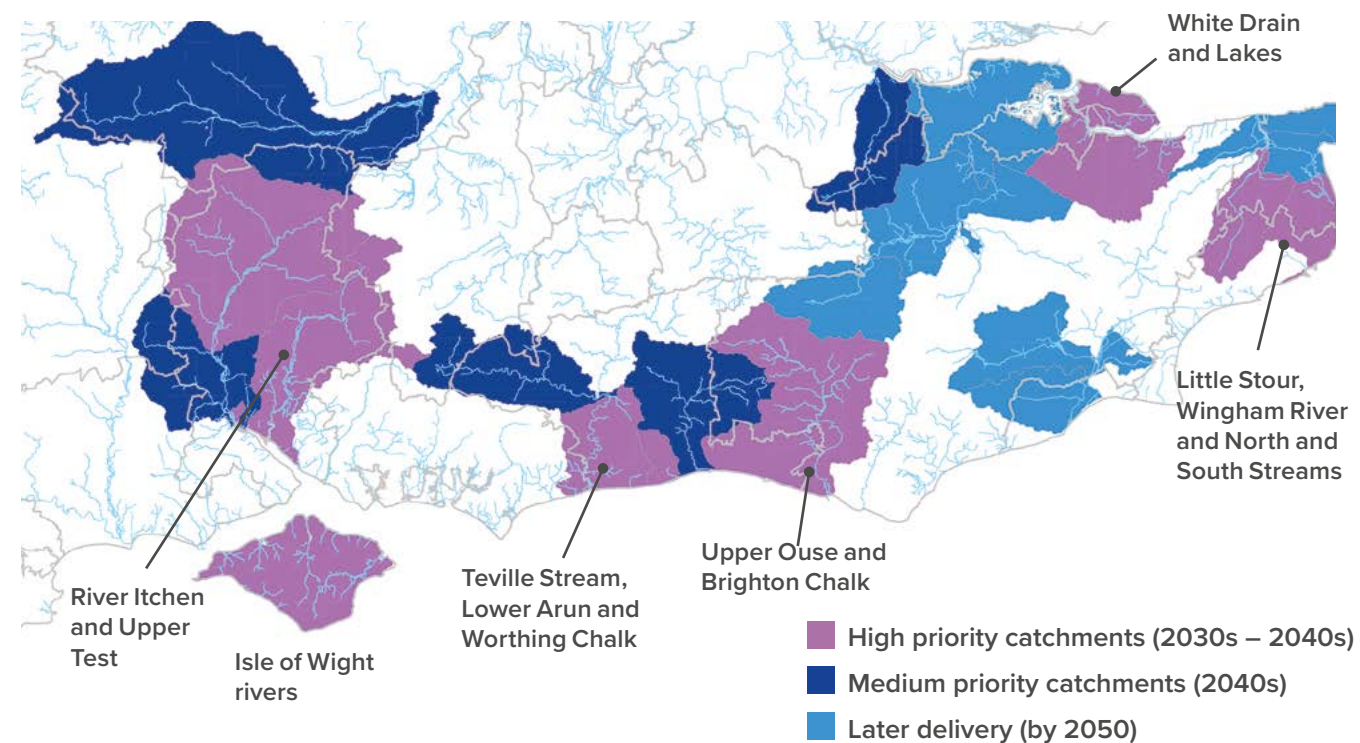 White Drain
and Lakes
Little Stour,
Wingham River
and North and
South Streams
Upper Ouse and
Brighton Chalk
Teville Stream,
Lower Arun and
Worthing Chalk
River Itchen
and Upper
Test
Isle of Wight
rivers
High priority catchments (2030s – 2040s)
Medium priority catchments (2040s)
Later delivery (by 2050)